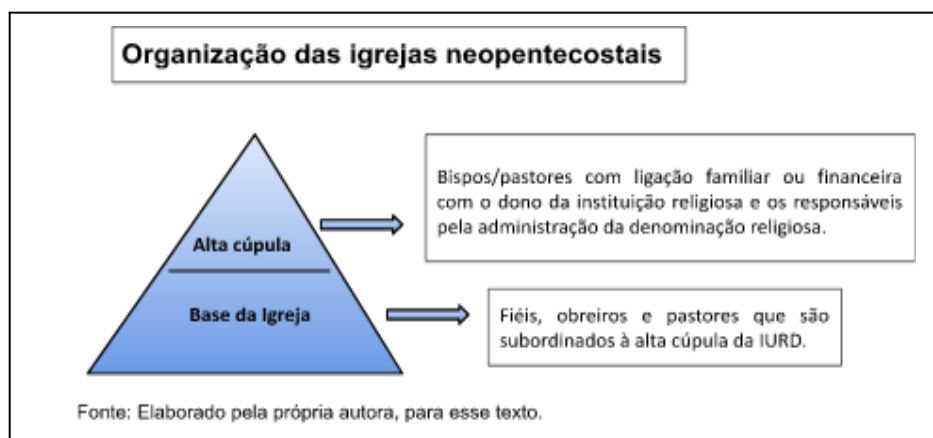 Organização das igrejas neopentecostais
Bispos/pastores com ligação familiar ou financeira
com o dono da instituição religiosa e os responsáveis
pela administração da denominação religiosa.
Alta cúpula
Base da Igreja
Fiéis, obreiros e pastores que são
subordinados à alta cúpula da IURD.
Fonte: Elaborado pela própria autora, para esse texto.